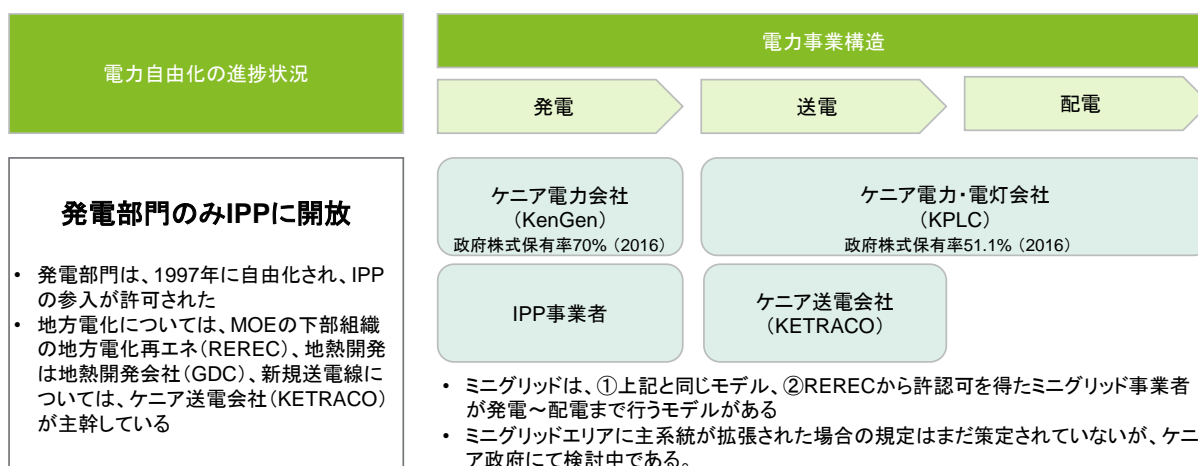 電力自由化の進捗状況
電力事業構造
発電
送電
配電
発電部門のみIPPに開放
• 発電部門は、1997年に自由化され、IPP
の参入が許可された
• 地方電化については、MOEの下部組織
の地方電化再エネ（REREC）、地熱開発
は地熱開発会社（GDC）、新規送電線に
ついては、ケニア送電会社（KETRACO）
が主幹している
ケニア電力会社
（KenGen）
政府株式保有率70%（2016）
ケニア電力・電灯会社
（KPLC）
政府株式保有率51.1%（2016）
IPP事業者
ケニア送電会社
（KETRACO）
• ミニグリッドは、①上記と同じモデル、②RERECから許認可を得たミニグリッド事業者
が発電～配電まで行うモデルがある
• ミニグリッドエリアに主系統が拡張された場合の規定はまだ策定されていないが、ケニ
ア政府にて検討中である。